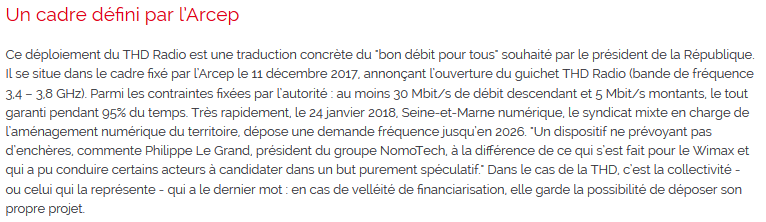 Un cadre défini par l'Arcep
Ce déploiement du THD Radio est une traduction concrète du "bon débit pour tous" souhaité par le président de la République.
Il se situe dans le cadre fixé par l'Arcep le 11 décembre 2017, annonçant l'ouverture du guichet THD Radio (bande de fréquence
3,4 – 3,8 GHz). Parmi les contraintes fixées par l'autorité : au moins 30 Mbit/s de débit descendant et 5 Mbit/s montants, le tout
garanti pendant 95% du temps. Très rapidement, le 24 janvier 2018, Seine-et-Marne numérique, le syndicat mixte en charge de
l'aménagement numérique du territoire, dépose une demande fréquence jusqu'en 2026. "Un dispositif ne prévoyant pas
d'enchères, commente Philippe Le Grand, président du groupe NomoTech, à la différence de ce qui s'est fait pour le Wimax et
qui a pu conduire certains acteurs à candidater dans un but purement spéculatif." Dans le cas de la THD, c'est la collectivité -
ou celui qui la représente - qui a le dernier mot : en cas de velléité de financiarisation, elle garde la possibilité de déposer son
propre projet.